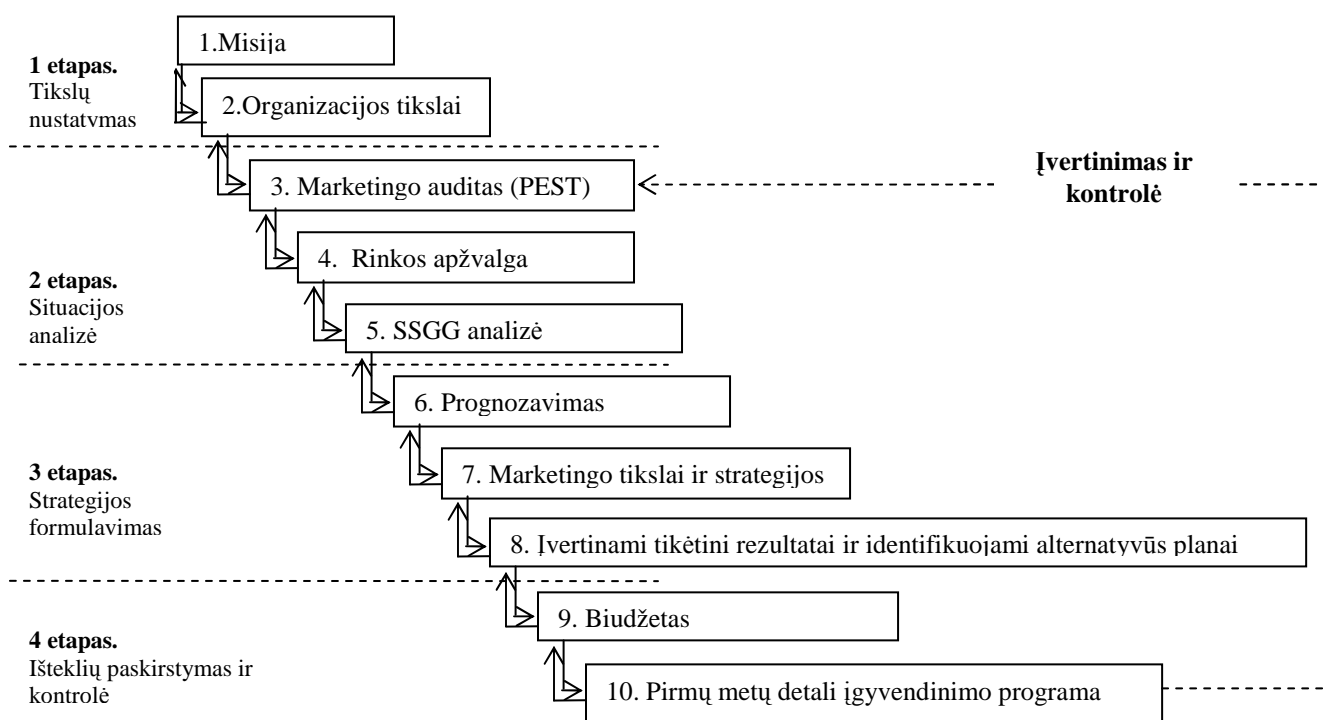 1.Misija
1 etapas.
Tikslų
nustatymas
2.Organizacijos tikslai
3. Marketingo auditas (PEST)
Įvertinimas ir
kontrolė
4. Rinkos apžvalga
2 etapas.
Situacijos
analizė
5. SSGG analizė
6. Prognozavimas
7. Marketingo tikslai ir strategijos
3 etapas.
Strategijos
formulavimas
8. Įvertinami tikėtini rezultatai ir identifikuojami alternatyvūs planai
9. Biudžetas
4 etapas.
Išteklių paskirstymas ir
kontrolė
10. Pirmų metų detali įgyvendinimo programa